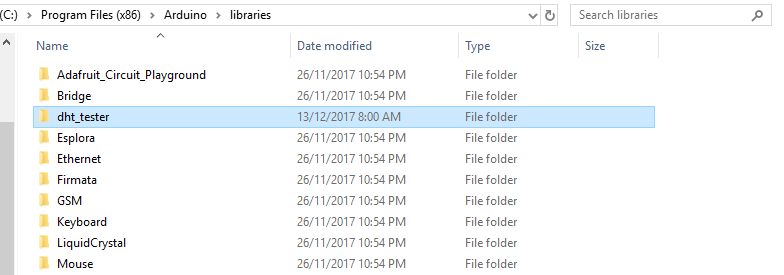 (C:) › Program Files (x86) › Arduino › libraries
Search libraries
Name Date modified Type Size
Adafruit_Circuit_Playground 26/11/2017 10:54 PM File folder
Bridge 26/11/2017 10:54 PM File folder
dht_tester 13/12/2017 8:00 AM File folder
Esplora 26/11/2017 10:54 PM File folder
Ethernet 26/11/2017 10:54 PM File folder
Firmata 26/11/2017 10:54 PM File folder
GSM 26/11/2017 10:54 PM File folder
Keyboard 26/11/2017 10:54 PM File folder
LiquidCrystal 26/11/2017 10:54 PM File folder
Mouse 26/11/2017 10:54 PM File folder